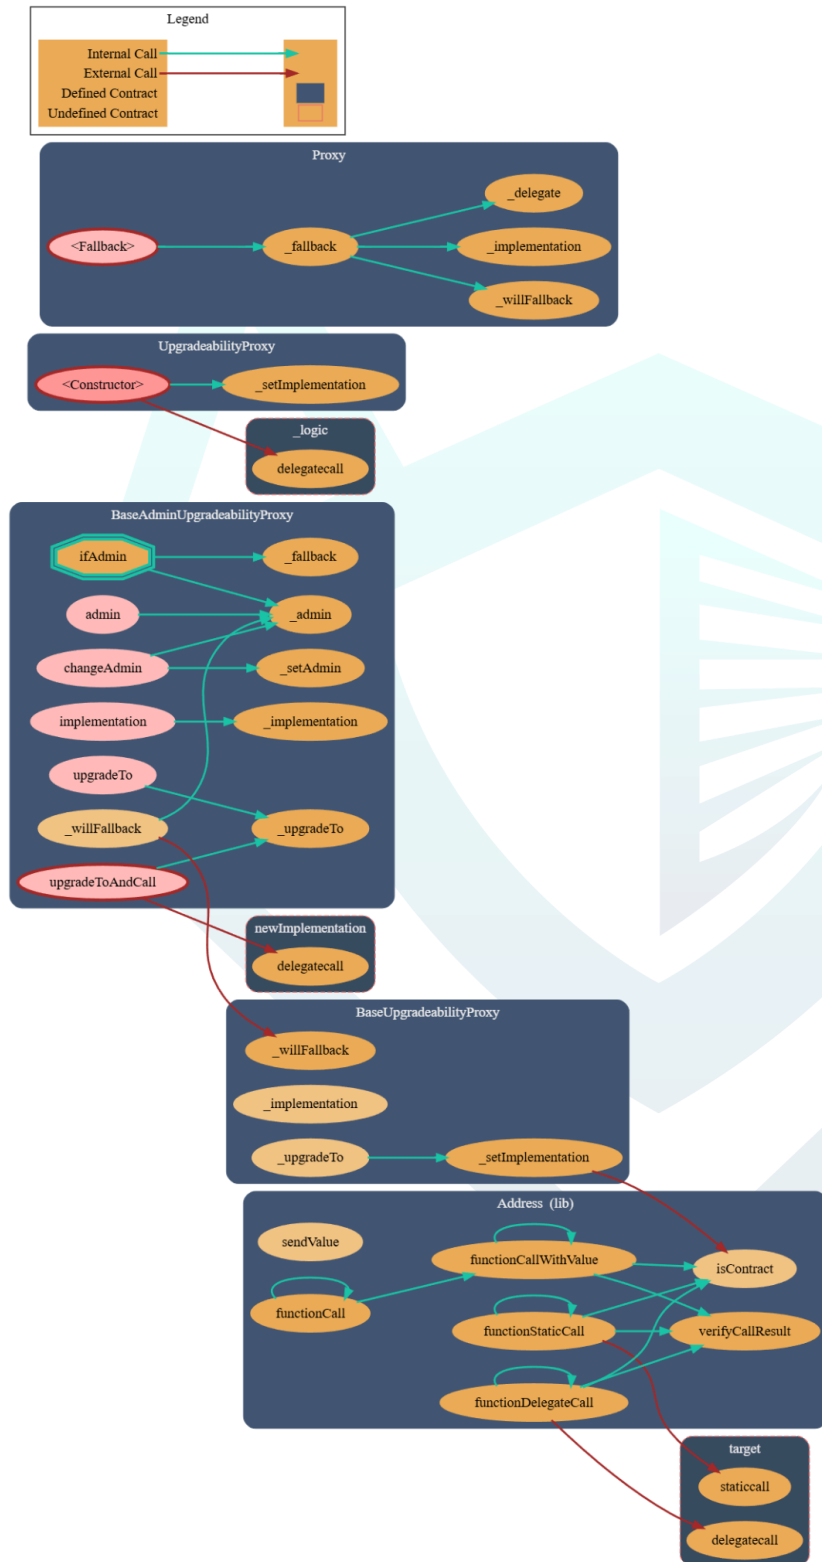 Legend
Internal Call
External Call
Defined Contract
Undefined Contract
Proxy
_delegate
<Fallback>
_fallback
_implementation
_willFallback
UpgradeabilityProxy
<Constructor>
_setImplementation
_logic
delegatecall
BaseAdminUpgradeabilityProxy
ifAdmin
_fallback
admin
_admin
changeAdmin
_setAdmin
implementation
_implementation
upgradeTo
_willFallback
_upgradeTo
upgradeToAndCall
newImplementation
delegatecall
BaseUpgradeabilityProxy
_willFallback
_implementation
_upgradeTo
_setImplementation
Address (lib)
sendValue
functionCallWithValue
isContract
functionCall
functionStaticCall
verifyCallResult
functionDelegateCall
target
staticcall
delegatecall